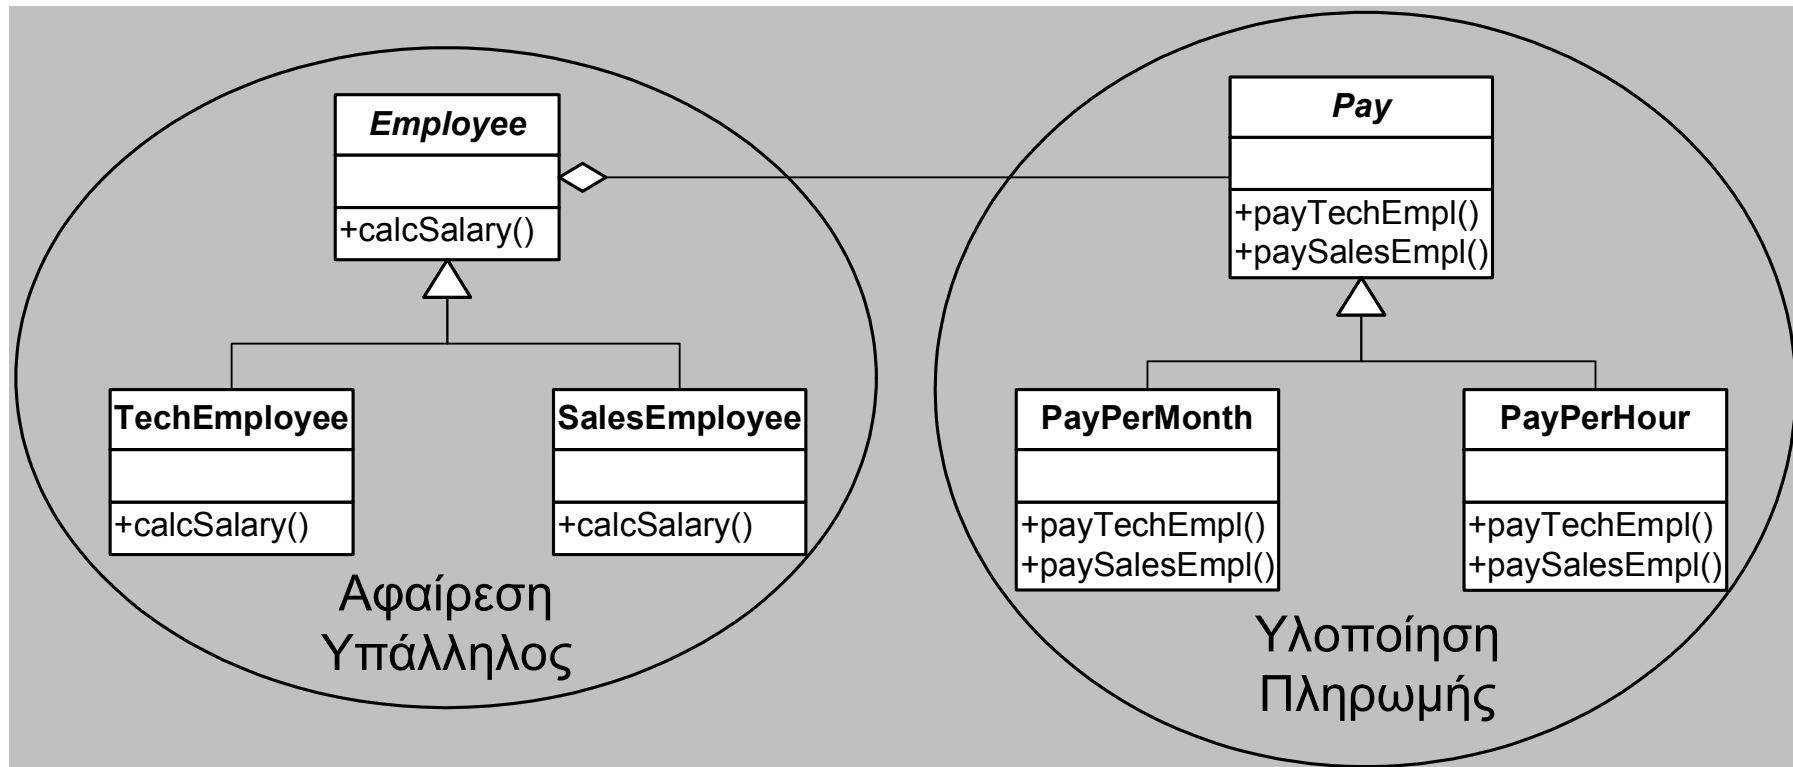 Employee
+calcSalary()
TechEmployee
+calcSalary()
SalesEmployee
+calcSalary()
Αφαίρεση
Υπάλληλος
Pay
+payTechEmpl()
+paySalesEmpl()
PayPerMonth
+payTechEmpl()
+paySalesEmpl()
PayPerHour
+payTechEmpl()
+paySalesEmpl()
Υλοποίηση
Πληρωμής